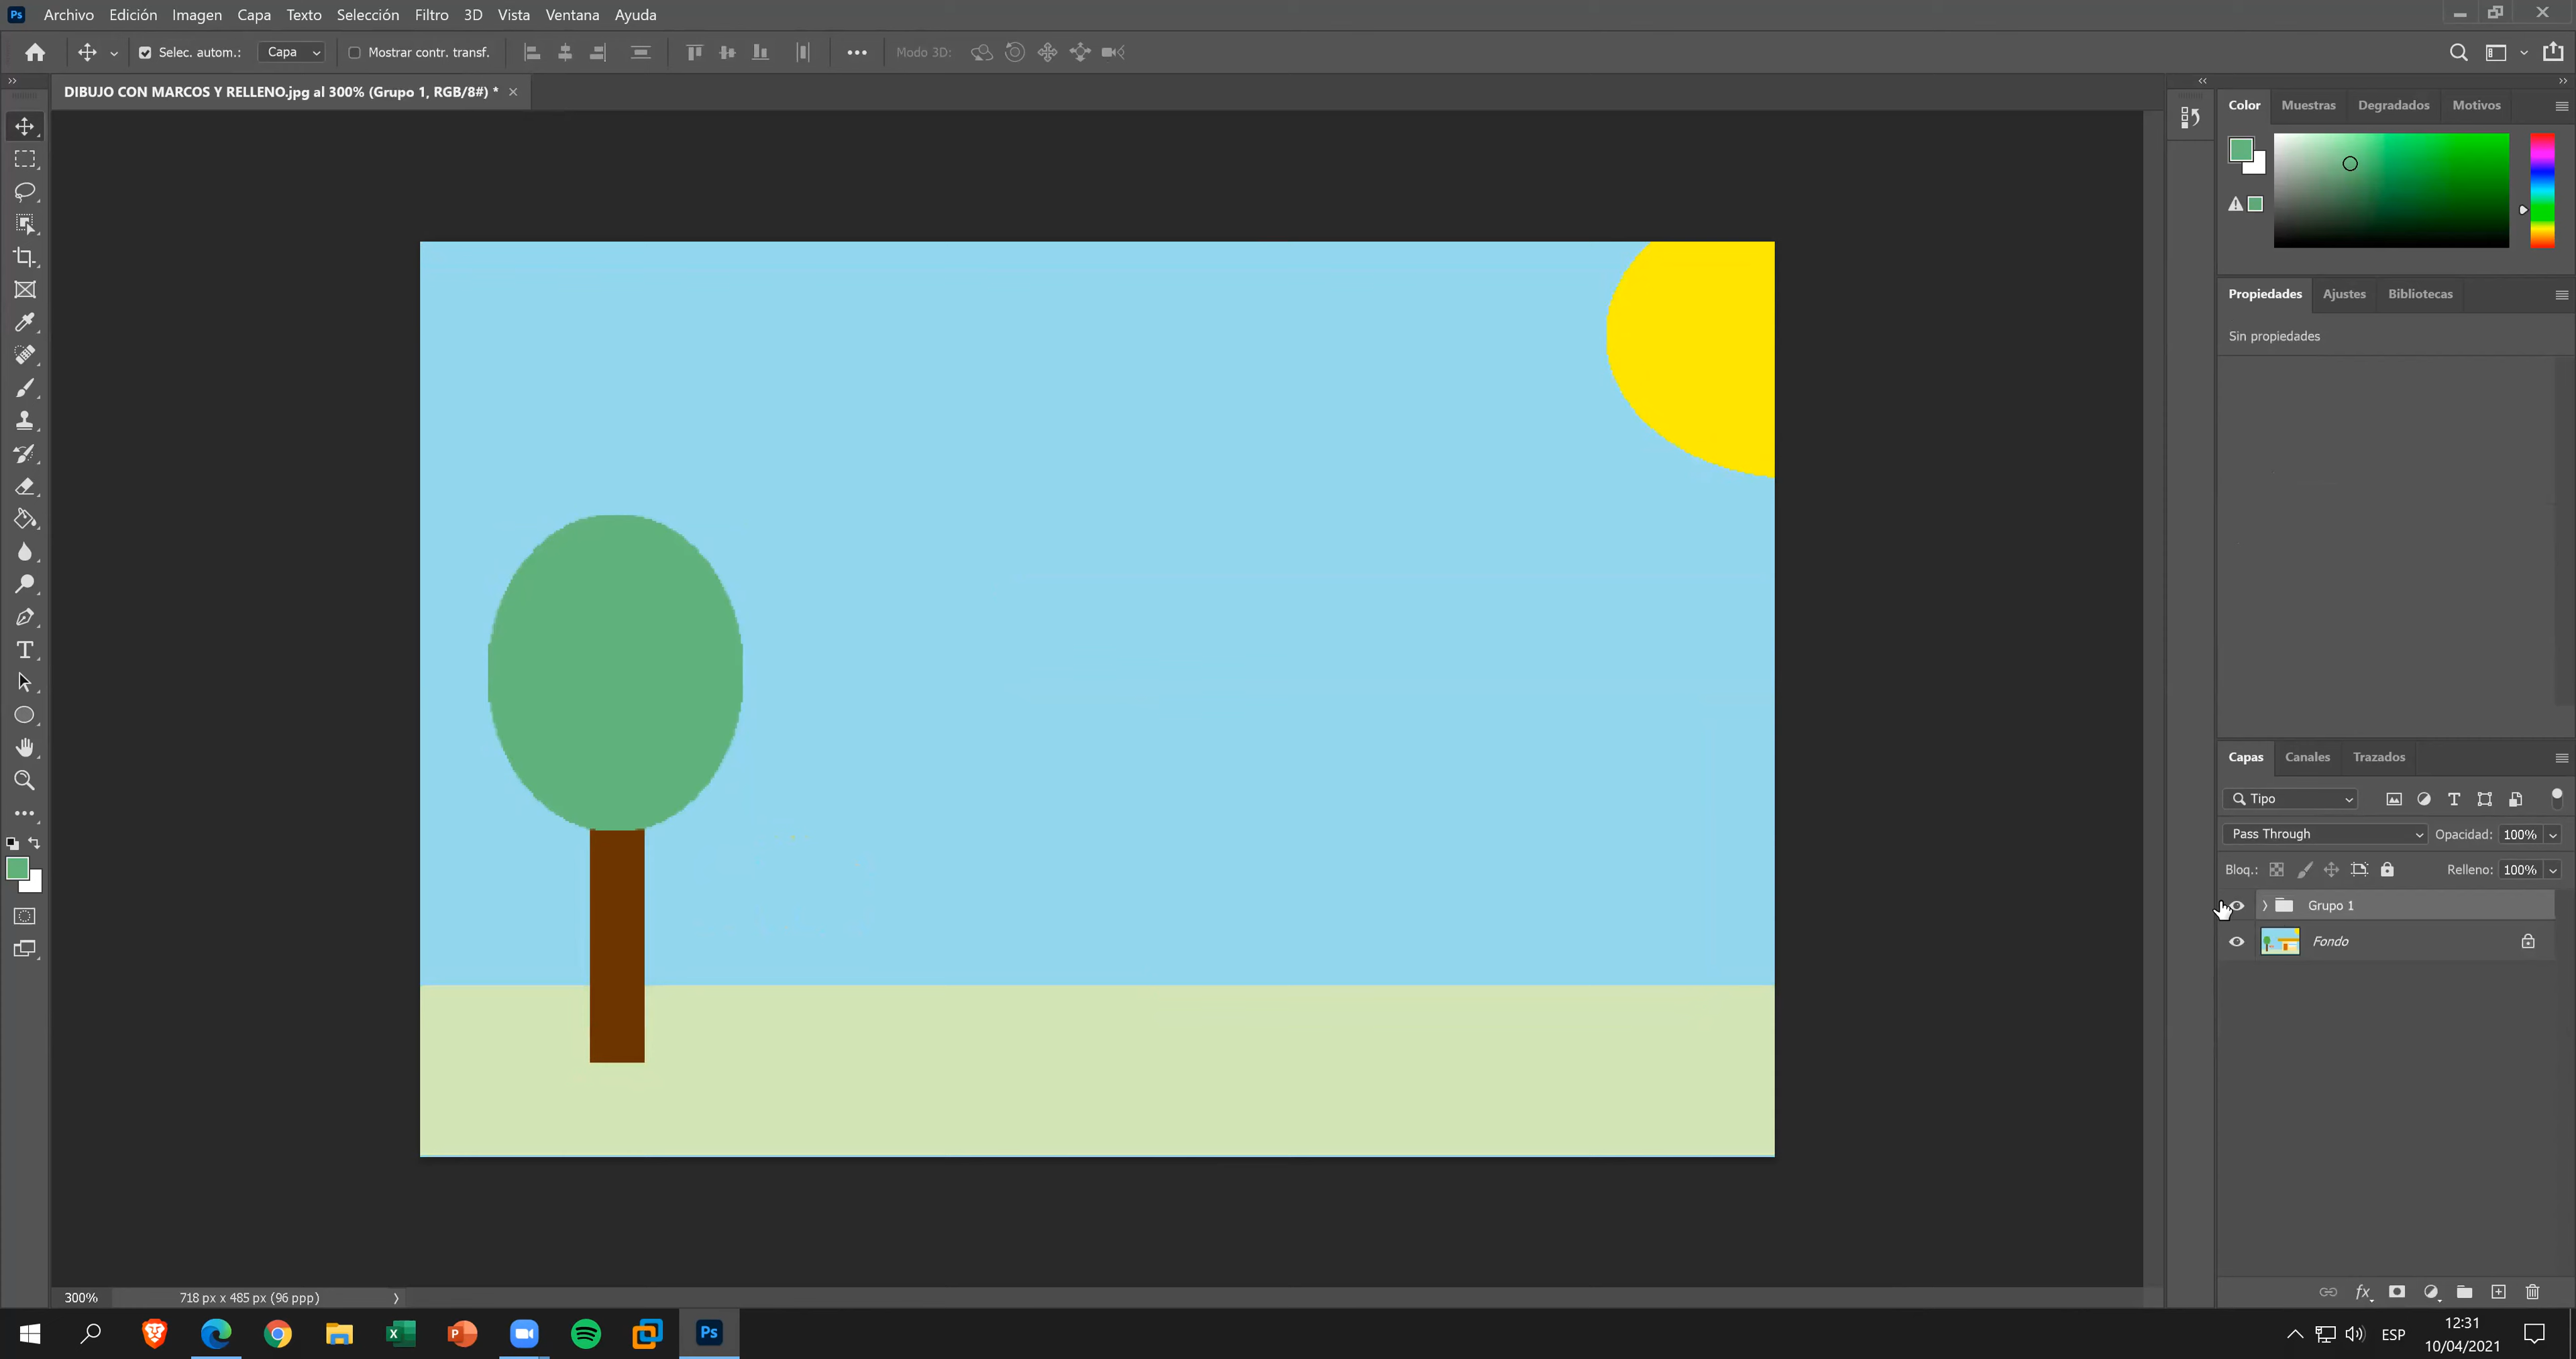 Ps Archivo Edición Imagen Capa Texto Selección Filtro 3D Vista Ventana Ayuda
Selec. autom.: Capa Mostrar contr. transf. Modo 3D:
DIBUJO CON MARCOS Y RELLENO.jpg al 300% (Grupo 1, RGB/8#) *
Color Muestras Degradados Motivos
Propiedades Ajustes Bibliotecas
Sin propiedades
Capas Canales Trazados
Tipo
Pass Through Opacidad: 100%
Bloq.: Relleno: 100%
Grupo 1
Fondo
300% 718 px x 485 px (96 ppp)
Ps
ESP
12:31
10/04/2021